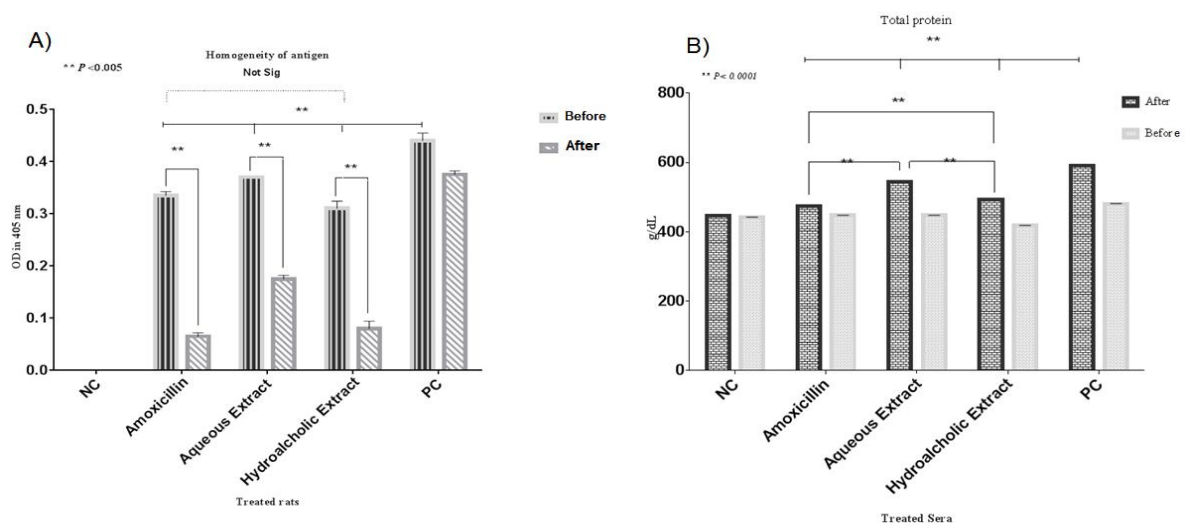 A)
Homogeneity of antigen
** P <0.005
Not Sig
**
**
**
**
0.5
0.4
0.3
0.2
0.1
0.0
OD in 405 nm
NC
Amoxicillin
Aqueous Extract
Hydroalcholic Extract
PC
Treated rats
Before
After
B)
Total protein
**
** P< 0.0001
**
**
**
800
600
400
200
0
g/dL
NC
Amoxicillin
Aqueous Extract
Hydroalcholic Extract
PC
Treated Sera
After
Before